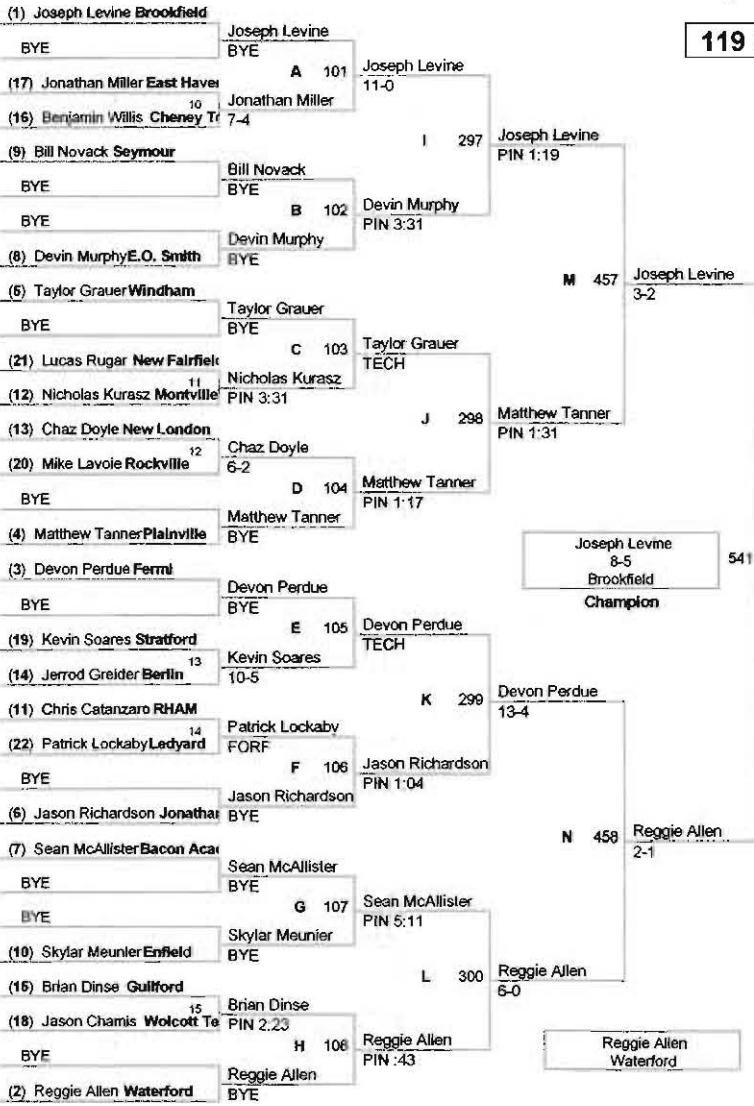 119
(1) Joseph Levine Brookfield
BYE
(17) Jonathan Miller East Haven
10
(16) Benjamin Willis Cheney Te
(9) Bill Novack Seymour
BYE
BYE
(8) Devin Murphy E.O. Smith
(5) Taylor Grauer Windham
BYE
(21) Lucas Rugar New Fairfield
11
(12) Nicholas Kurasz Montville
(13) Chaz Doyle New London
12
(20) Mike Lavoie Rockville
BYE
(4) Matthew Tanner Plainville
(3) Devon Perdue Fermi
BYE
(19) Kevin Soares Stratford
13
(14) Jerrod Greider Berlin
(11) Chris Catanzaro RHAM
14
(22) Patrick Lockaby Ledyard
BYE
(6) Jason Richardson Jonathan
(7) Sean McAllister Bacon Acad
BYE
BYE
(10) Skylar Meunier Enfield
(15) Brian Dinse Guilford
15
(18) Jason Chamis Wolcott Te
BYE
(2) Reggie Allen Waterford
Joseph Levine
BYE
A 101
Jonathan Miller
7-4
Bill Novack
BYE
B 102
Devin Murphy
BYE
Taylor Grauer
BYE
C 103
Nicholas Kurasz
PIN 3:31
Chaz Doyle
6-2
D 104
Matthew Tanner
BYE
Devon Perdue
BYE
E 105
Kevin Soares
10-5
Patrick Lockaby
FORF
F 106
Jason Richardson
BYE
Sean McAllister
BYE
G 107
Skylar Meunier
BYE
Brian Dinse
PIN 2:23
H 108
Reggie Allen
BYE
Joseph Levine
11-0
I 297
Devin Murphy
PIN 3:31
Taylor Grauer
TECH
J 298
Matthew Tanner
PIN 1:17
Devon Perdue
TECH
K 299
Jason Richardson
PIN 1:04
Sean McAllister
PIN 5:11
L 300
Reggie Allen
PIN :43
Joseph Levine
PIN 1:19
M 457
Matthew Tanner
PIN 1:31
Devon Perdue
13-4
N 458
Reggie Allen
6-0
Joseph Levine
3-2
Reggie Allen
2-1
Joseph Levine
8-5
Brookfield
541
Champion
Reggie Allen
Waterford